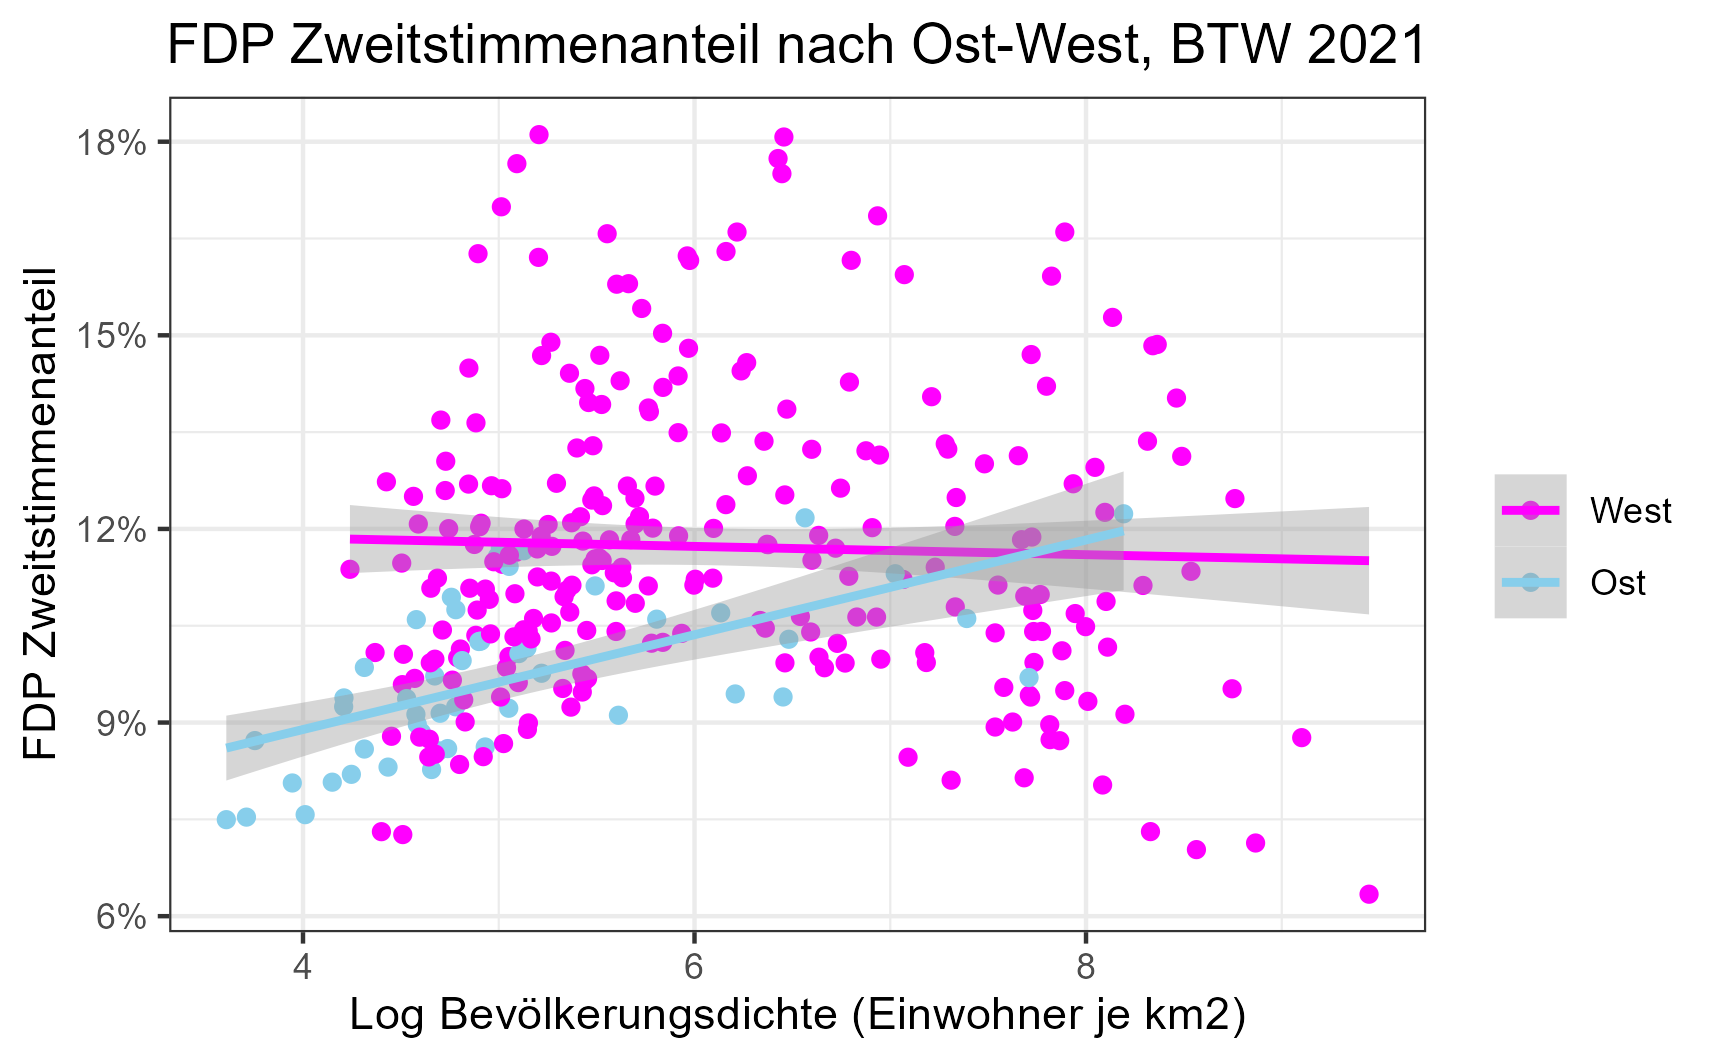 FDP Zweitstimmenanteil nach Ost-West, BTW 2021
FDP Zweitstimmenanteil
18%
15%
12%
9%
6%
4 6 8
Log Bevölkerungsdichte (Einwohner je km2)
West
Ost